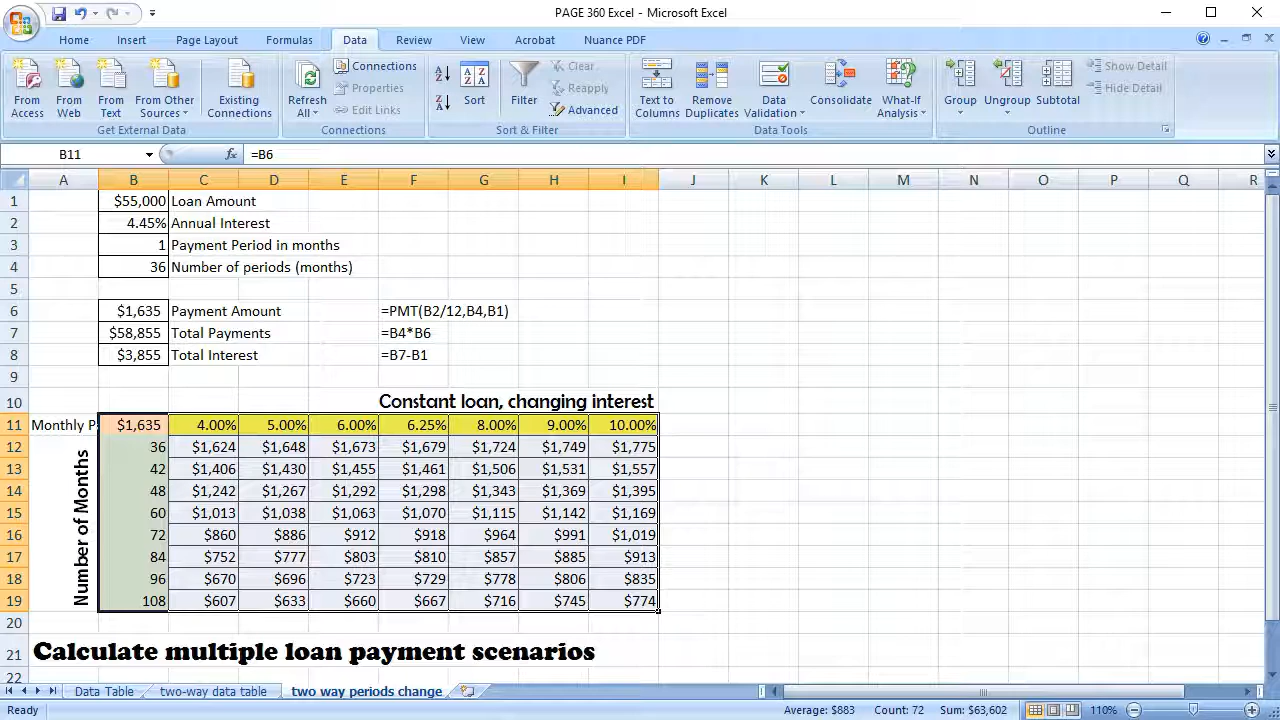 PAGE 360 Excel - Microsoft Excel
Home Insert Page Layout Formulas Data Review View Acrobat Nuance PDF
From Access From Web From Text From Other Sources Existing Connections Refresh All Connections Properties Edit Links Sort Filter Clear Reapply Advanced Text to Columns Remove Duplicates Data Validation Consolidate What-If Analysis Group Ungroup Subtotal Show Detail Hide Detail
Get External Data Connections Sort & Filter Data Tools Outline
B11 fx =B6
A B C D E F G H I J K L M N O P Q R
1 $55,000 Loan Amount
2 4.45% Annual Interest
3 1 Payment Period in months
4 36 Number of periods (months)
5
6 $1,635 Payment Amount =PMT(B2/12,B4,B1)
7 $58,855 Total Payments =B4*B6
8 $3,855 Total Interest =B7-B1
9
10 Constant loan, changing interest
11 Monthly P $1,635 4.00% 5.00% 6.00% 6.25% 8.00% 9.00% 10.00%
Number of Months
12 36 $1,624 $1,648 $1,673 $1,679 $1,724 $1,749 $1,775
13 42 $1,406 $1,430 $1,455 $1,461 $1,506 $1,531 $1,557
14 48 $1,242 $1,267 $1,292 $1,298 $1,343 $1,369 $1,395
15 60 $1,013 $1,038 $1,063 $1,070 $1,115 $1,142 $1,169
16 72 $860 $886 $912 $918 $964 $991 $1,019
17 84 $752 $777 $803 $810 $857 $885 $913
18 96 $670 $696 $723 $729 $778 $806 $835
19 108 $607 $633 $660 $667 $716 $745 $774
20
21 Calculate multiple loan payment scenarios
22
Data Table two-way data table two way periods change
Ready Average: $883 Count: 72 Sum: $63,602 110%